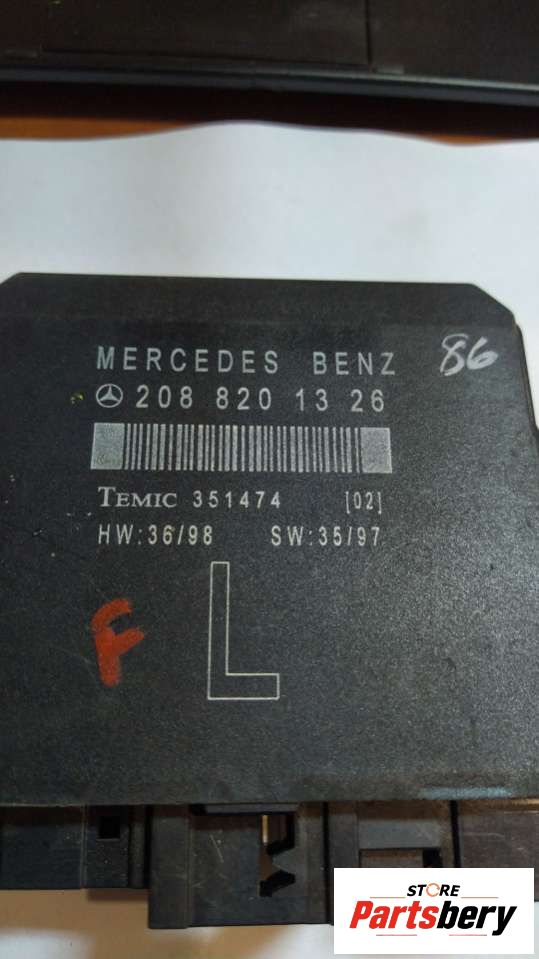 MERCEDES BENZ 86
208 820 13 26
TEMIC 351474 [02]
HW:36/98 SW:35/97
F L
STORE
Partsbery